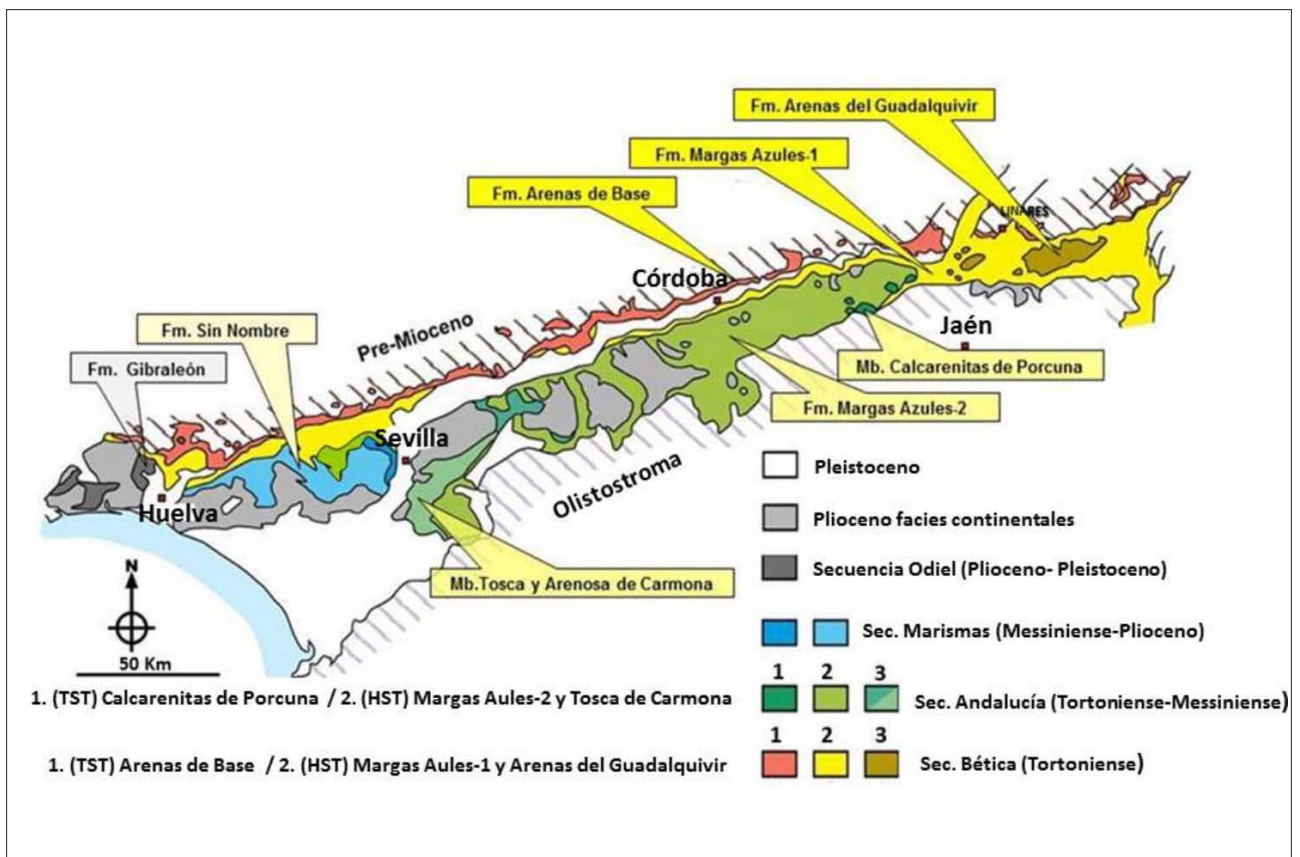 Fm. Arenas del Guadalquivir
Fm. Margas Azules-1
Fm. Arenas de Base
LINARES
Córdoba
Fm. Sin Nombre
Pre-Mioceno
Jaén
Fm. Gibraleón
Mb. Calcarenitas de Porcuna
Fm. Margas Azules-2
Sevilla
Olistostroma
Huelva
Pleistoceno
Plioceno facies continentales
Mb.Tosca y Arenosa de Carmona
Secuencia Odiel (Plioceno- Pleistoceno)
N
Sec. Marismas (Messiniense-Plioceno)
50 Km
1 2 3
1. (TST) Calcarenitas de Porcuna / 2. (HST) Margas Aules-2 y Tosca de Carmona
Sec. Andalucía (Tortoniense-Messiniense)
1 2 3
1. (TST) Arenas de Base / 2. (HST) Margas Aules-1 y Arenas del Guadalquivir
Sec. Bética (Tortoniense)